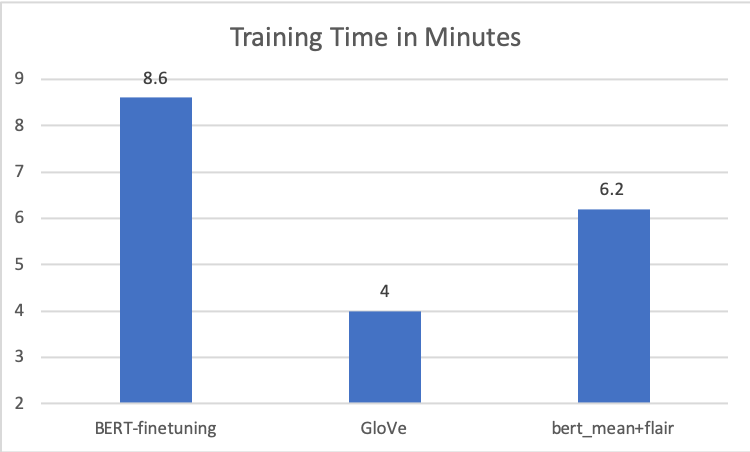 Training Time in Minutes
9
8
7
6
5
4
3
2
8.6
4
6.2
BERT-finetuning
GloVe
bert_mean+flair